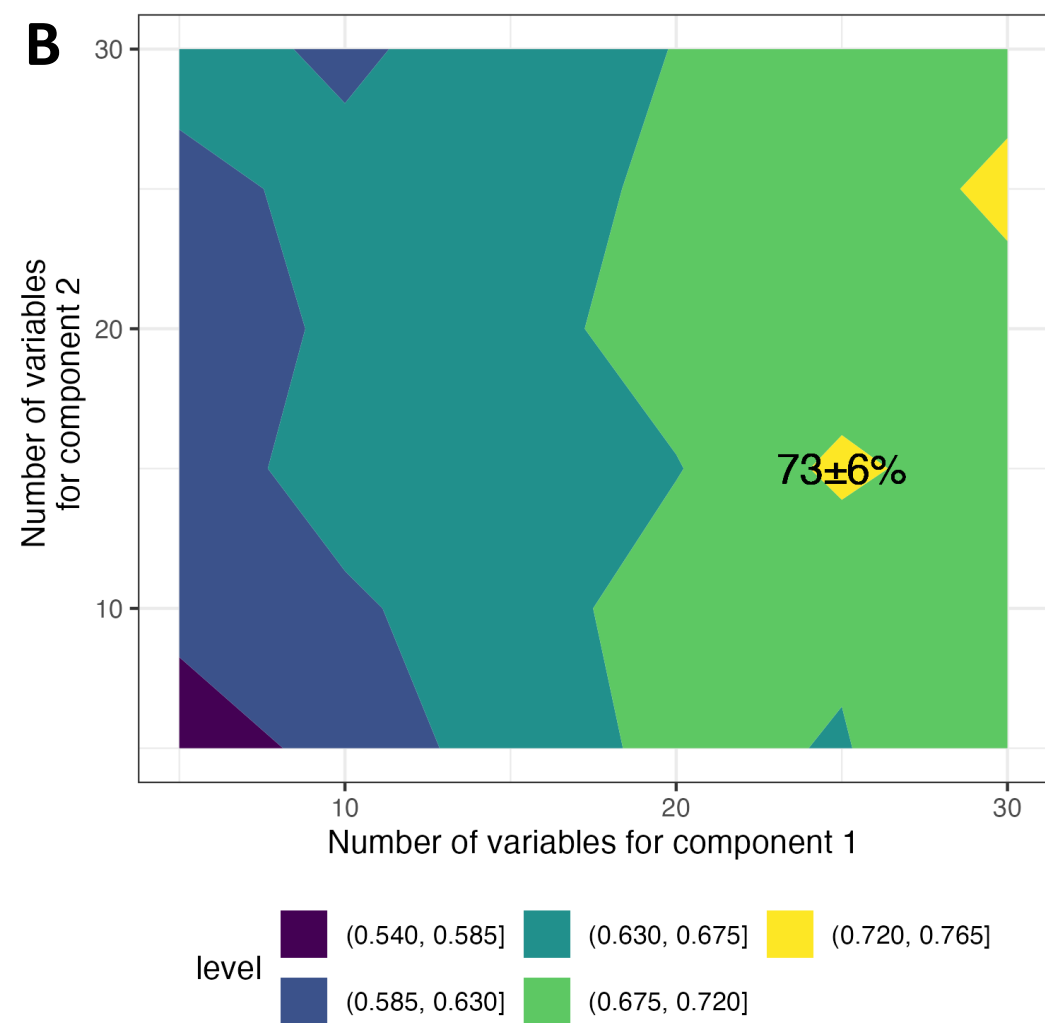 B
30
20
10
Number of variables
for component 2
73±6%
10 20 30
Number of variables for component 1
level
(0.540, 0.585] (0.630, 0.675] (0.720, 0.765]
(0.585, 0.630] (0.675, 0.720]